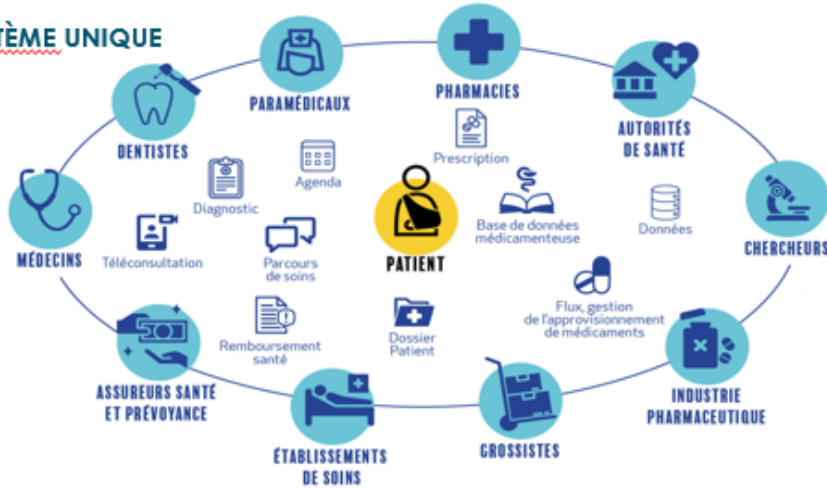 TÈME UNIQUE
PARAMÉDICAUX
PHARMACIES
AUTORITÉS
DE SANTÉ
DENTISTES
Prescription
Agenda
Diagnostic
Base de données
médicamenteuse
Données
CHERCHEURS
MÉDECINS
Téléconsultation
Parcours
de soins
PATIENT
Flux, gestion
de l'approvisionnement
de médicaments
Remboursement
santé
Dossier
Patient
ASSUREURS SANTÉ
ET PRÉVOYANCE
INDUSTRIE
PHARMACEUTIQUE
ÉTABLISSEMENTS
DE SOINS
GROSSISTES